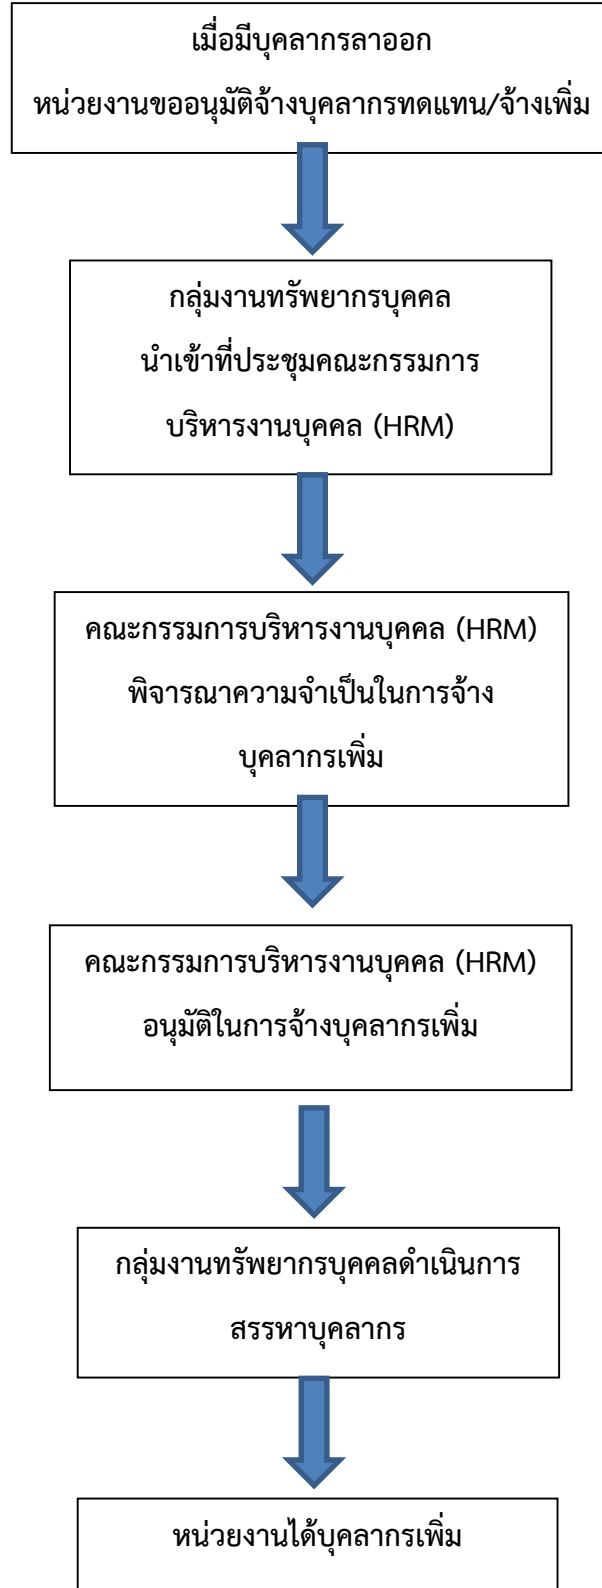 เมื่อมีบุคลากรลาออก
หน่วยงานขออนุมัติจ้างบุคลากรทดแทน/จ้างเพิ่ม
กลุ่มงานทรัพยากรบุคคล
นำเข้าที่ประชุมคณะกรรมการ
บริหารงานบุคคล (HRM)
คณะกรรมการบริหารงานบุคคล (HRM)
พิจารณาความจำเป็นในการจ้าง
บุคลากรเพิ่ม
คณะกรรมการบริหารงานบุคคล (HRM)
อนุมัติในการจ้างบุคลากรเพิ่ม
กลุ่มงานทรัพยากรบุคคลดำเนินการ
สรรหาบุคลากร
หน่วยงานได้บุคลากรเพิ่ม